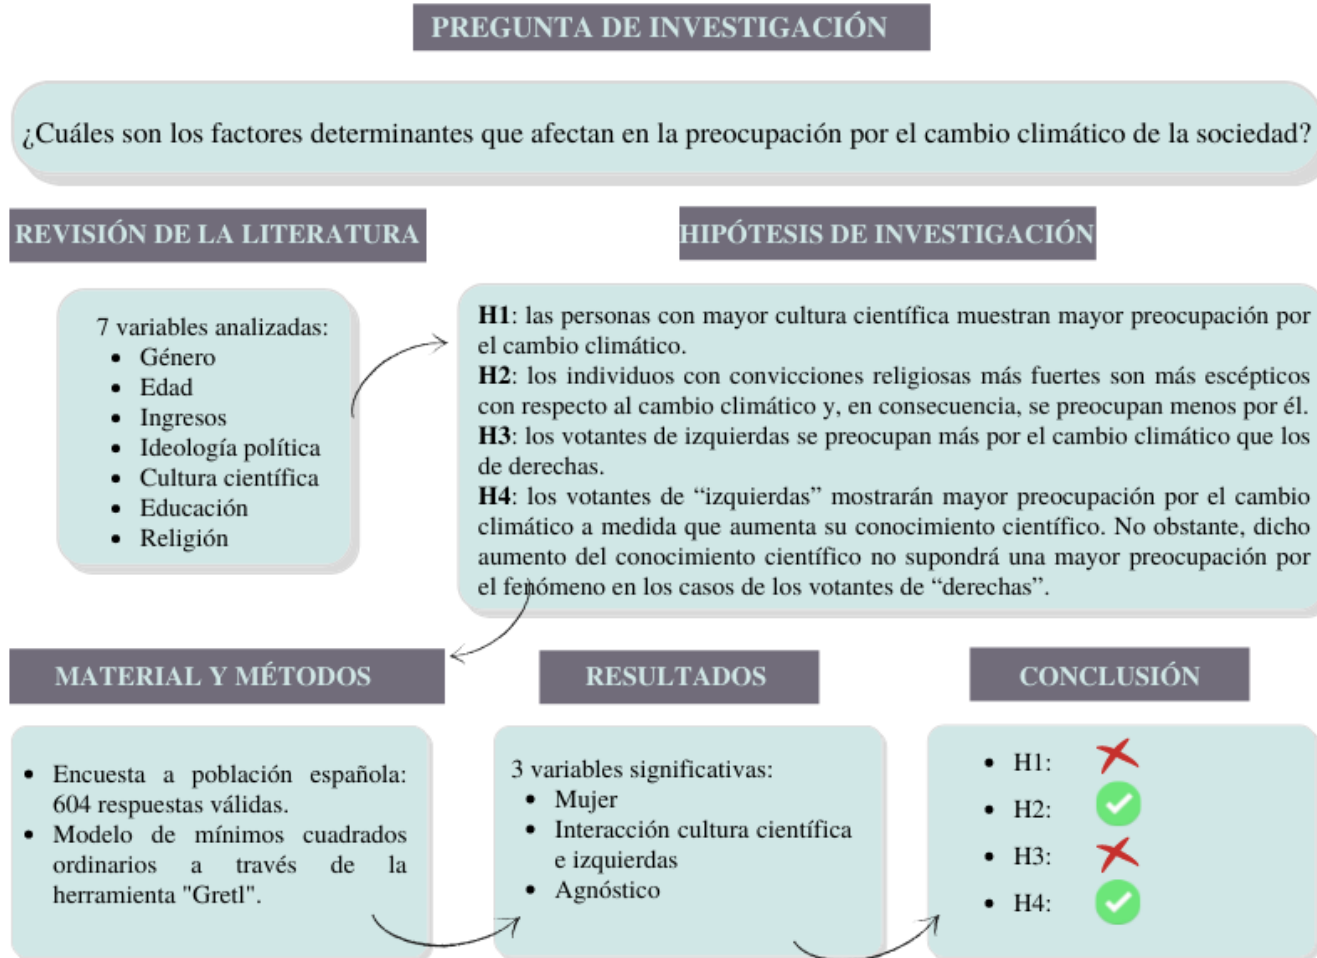 PREGUNTA DE INVESTIGACIÓN
¿Cuáles son los factores determinantes que afectan en la preocupación por el cambio climático de la sociedad?
REVISIÓN DE LA LITERATURA
7 variables analizadas:
• Género
• Edad
• Ingresos
• Ideología política
• Cultura científica
• Educación
• Religión
HIPÓTESIS DE INVESTIGACIÓN
H1: las personas con mayor cultura científica muestran mayor preocupación por
el cambio climático.
H2: los individuos con convicciones religiosas más fuertes son más escépticos
con respecto al cambio climático y, en consecuencia, se preocupan menos por él.
H3: los votantes de izquierdas se preocupan más por el cambio climático que los
de derechas.
H4: los votantes de “izquierdas” mostrarán mayor preocupación por el cambio
climático a medida que aumenta su conocimiento científico. No obstante, dicho
aumento del conocimiento científico no supondrá una mayor preocupación por
el fenómeno en los casos de los votantes de “derechas”.
MATERIAL Y MÉTODOS
• Encuesta a población española:
604 respuestas válidas.
• Modelo de mínimos cuadrados
ordinarios a través de la
herramienta "Gretl".
RESULTADOS
3 variables significativas:
• Mujer
• Interacción cultura científica
e izquierdas
• Agnóstico
CONCLUSIÓN
• H1: ❌
• H2: ✅
• H3: ❌
• H4: ✅